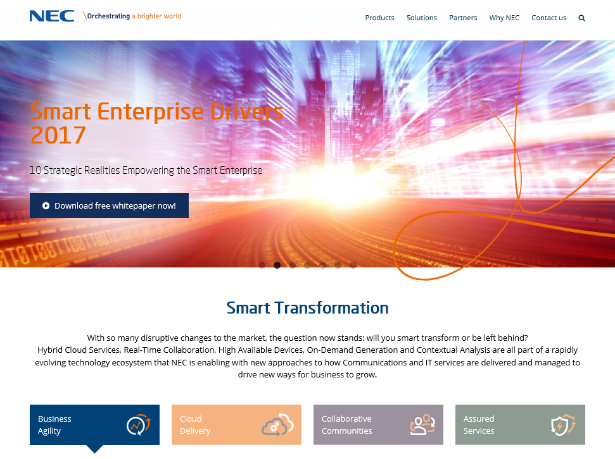 NEC \Orchestrating a brighter world
Products Solutions Partners Why NEC Contact us
Smart Enterprise Drivers
2017
10 Strategic Realities Empowering the Smart Enterprise
Download free whitepaper now!
Smart Transformation
With so many disruptive changes to the market, the question now stands: will you smart transform or be left behind?
Hybrid Cloud Services, Real-Time Collaboration, High Available Devices, On-Demand Generation and Contextual Analysis are all part of a rapidly
evolving technology ecosystem that NEC is enabling with new approaches to how Communications and IT services are delivered and managed to
drive new ways for business to grow.
Business
Agility
Cloud
Delivery
Collaborative
Communities
Assured
Services